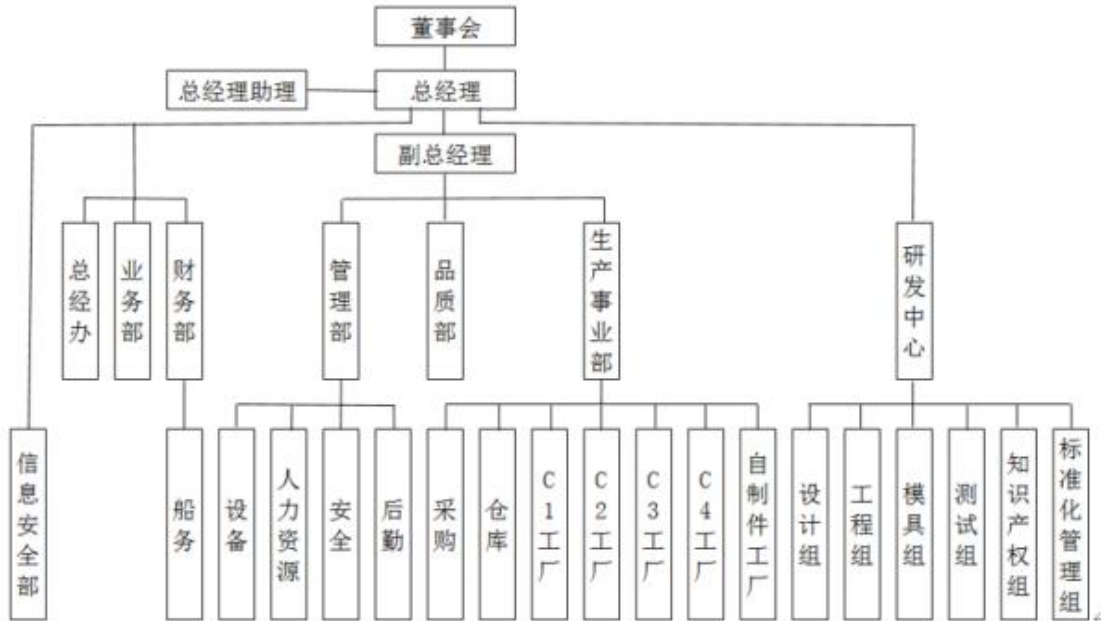 董事会
总经理助理
总经理
副总经理
总经办
业务部
财务部
管理部
品质部
生产事业部
研发中心
信息安全部
船务
设备
人力资源
安全
后勤
采购
仓库
C1工厂
C2工厂
C3工厂
C4工厂
自制件工厂
设计组
工程组
模具组
测试组
知识产权组
标准化管理组